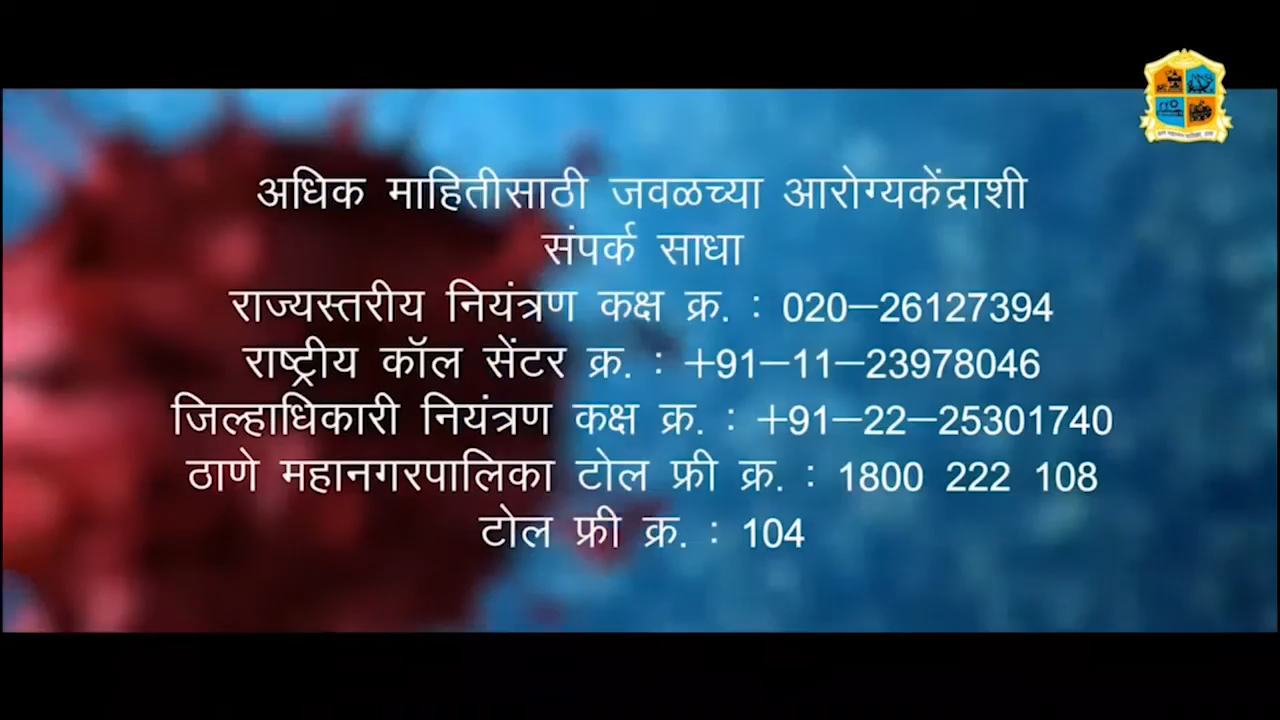 अधिक माहितीसाठी जवळच्या आरोग्यकेंद्राशी
संपर्क साधा
राज्यस्तरीय नियंत्रण कक्ष क्र. : 020–26127394
राष्ट्रीय कॉल सेंटर क्र. : +91–11–23978046
जिल्हाधिकारी नियंत्रण कक्ष क्र. : +91–22–25301740
ठाणे महानगरपालिका टोल फ्री क्र. : 1800 222 108
टोल फ्री क्र. : 104